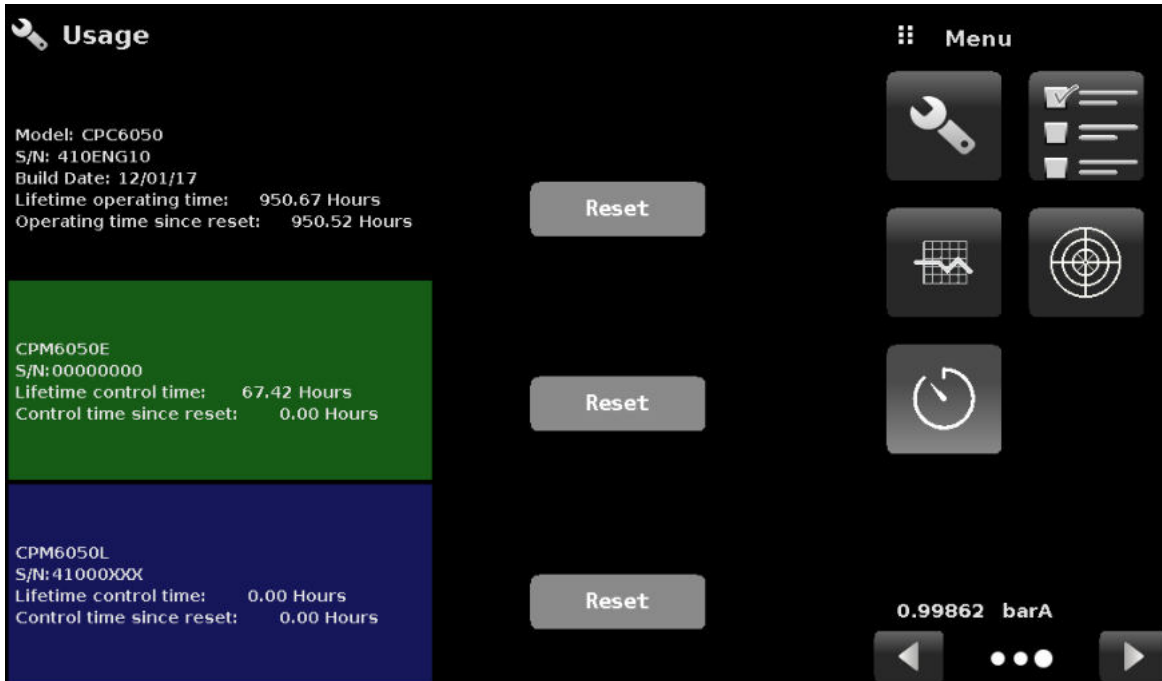 Usage
Model: CPC6050
S/N: 410ENG10
Build Date: 12/01/17
Lifetime operating time: 950.67 Hours
Operating time since reset: 950.52 Hours
Reset
CPM6050E
S/N:00000000
Lifetime control time: 67.42 Hours
Control time since reset: 0.00 Hours
Reset
CPM6050L
S/N:41000XXX
Lifetime control time: 0.00 Hours
Control time since reset: 0.00 Hours
Reset
Menu
0.99862 barA